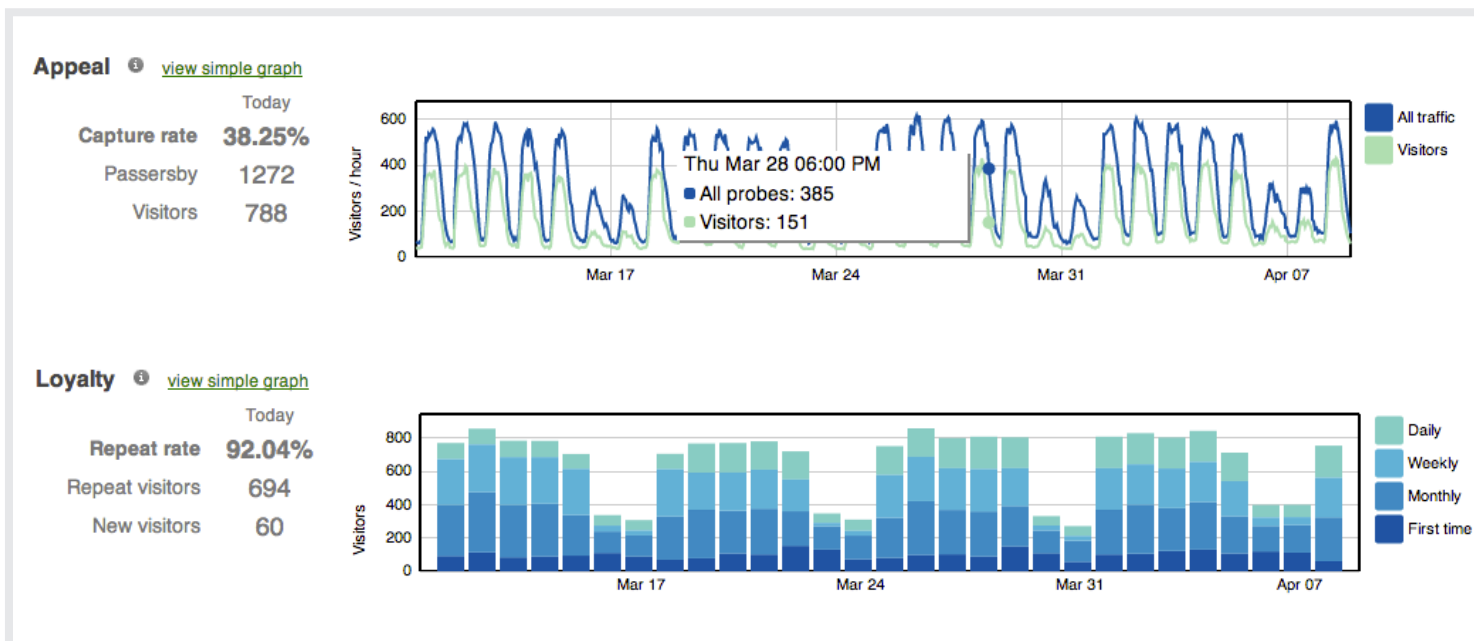 Appeal i view simple graph
Today
Capture rate 38.25%
Passersby 1272
Visitors 788
Visitors / hour
600
400
200
0
Thu Mar 28 06:00 PM
All probes: 385
Visitors: 151
Mar 17 Mar 24 Mar 31 Apr 07
All traffic
Visitors
Loyalty i view simple graph
Today
Repeat rate 92.04%
Repeat visitors 694
New visitors 60
Visitors
800
600
400
200
0
Mar 17 Mar 24 Mar 31 Apr 07
Daily
Weekly
Monthly
First time